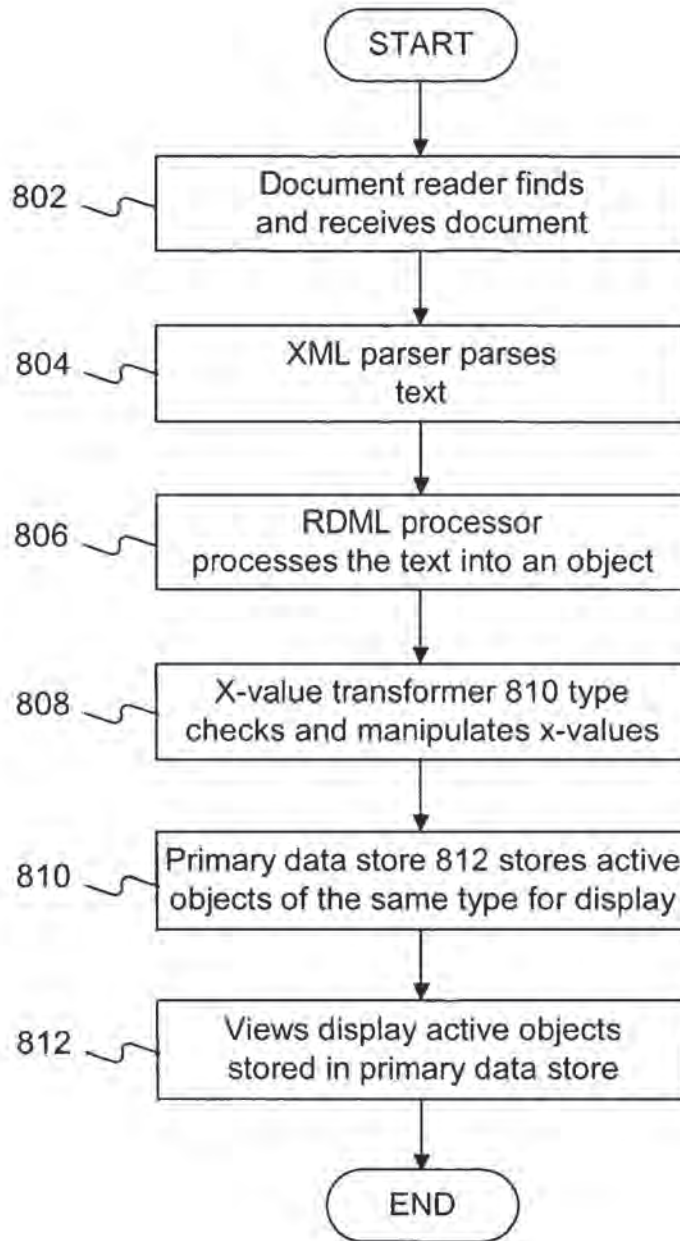 START
802
Document reader finds
and receives document
804
XML parser parses
text
806
RDML processor
processes the text into an object
808
X-value transformer 810 type
checks and manipulates x-values
810
Primary data store 812 stores active
objects of the same type for display
812
Views display active objects
stored in primary data store
END